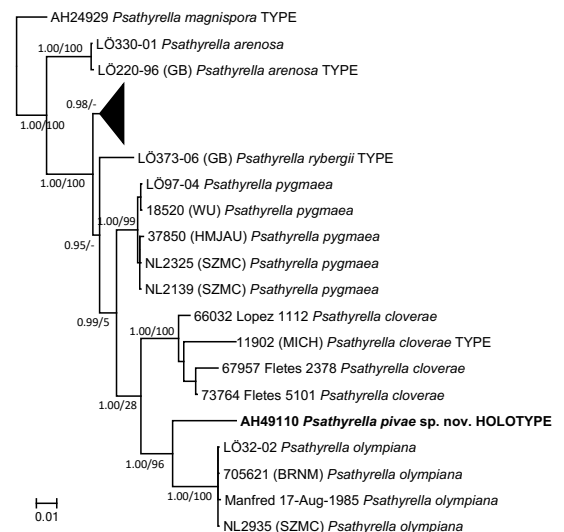 AH24929 Psathyrella magnispora TYPE
LÖ330-01 Psathyrella arenosa
1.00/100
LÖ220-96 (GB) Psathyrella arenosa TYPE
0.98/-
1.00/100
LÖ373-06 (GB) Psathyrella rybergii TYPE
1.00/100
LÖ97-04 Psathyrella pygmaea
18520 (WU) Psathyrella pygmaea
1.00/99
37850 (HMJAU) Psathyrella pygmaea
0.95/-
NL2325 (SZMC) Psathyrella pygmaea
NL2139 (SZMC) Psathyrella pygmaea
66032 Lopez 1112 Psathyrella cloverae
0.99/5
1.00/100
11902 (MICH) Psathyrella cloverae TYPE
67957 Fletes 2378 Psathyrella cloverae
73764 Fletes 5101 Psathyrella cloverae
1.00/28
AH49110 Psathyrella pivae sp. nov. HOLOTYPE
LÖ32-02 Psathyrella olympiana
1.00/96
705621 (BRNM) Psathyrella olympiana
1.00/100
Manfred 17-Aug-1985 Psathyrella olympiana
0.01
NL2935 (SZMC) Psathyrella olympiana